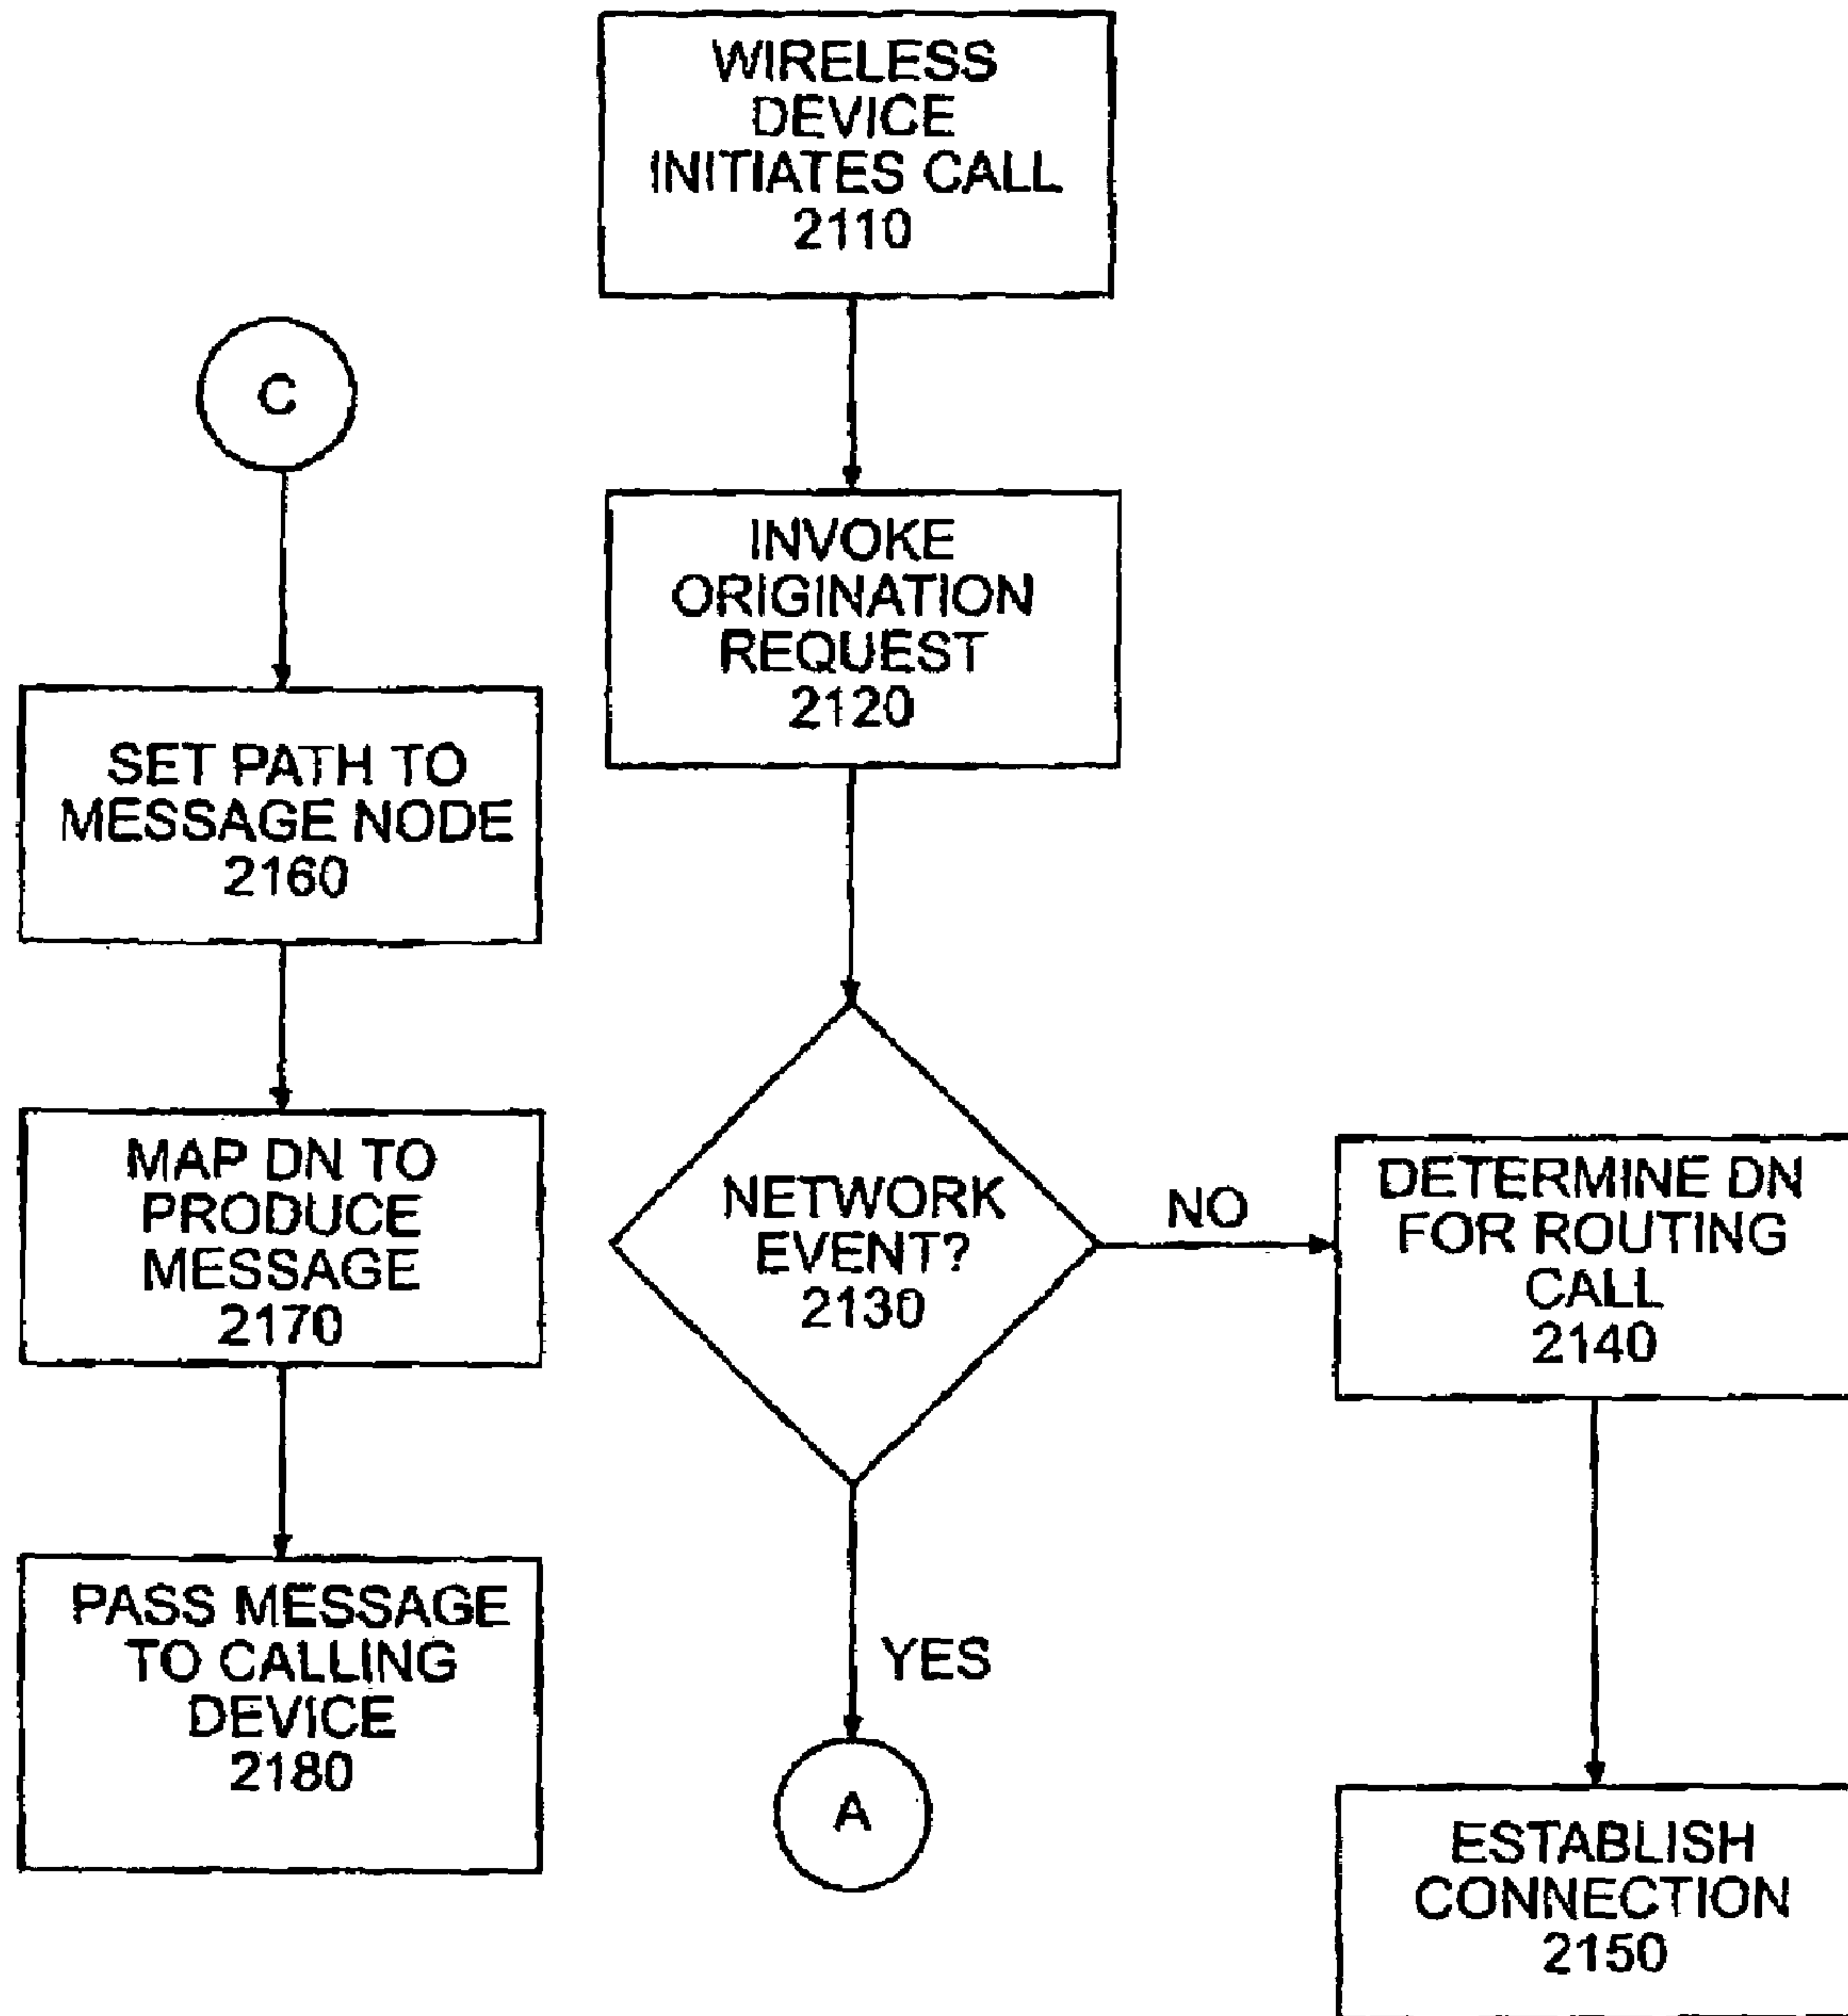 WIRELESS
DEVICE
INITIATES CALL
2110
C
INVOKE
ORIGINATION
REQUEST
2120
SET PATH TO
MESSAGE NODE
2160
MAP DN TO
PRODUCE
MESSAGE
2170
NETWORK
EVENT?
2130
NO
DETERMINE DN
FOR ROUTING
CALL
2140
PASS MESSAGE
TO CALLING
DEVICE
2180
YES
A
ESTABLISH
CONNECTION
2150